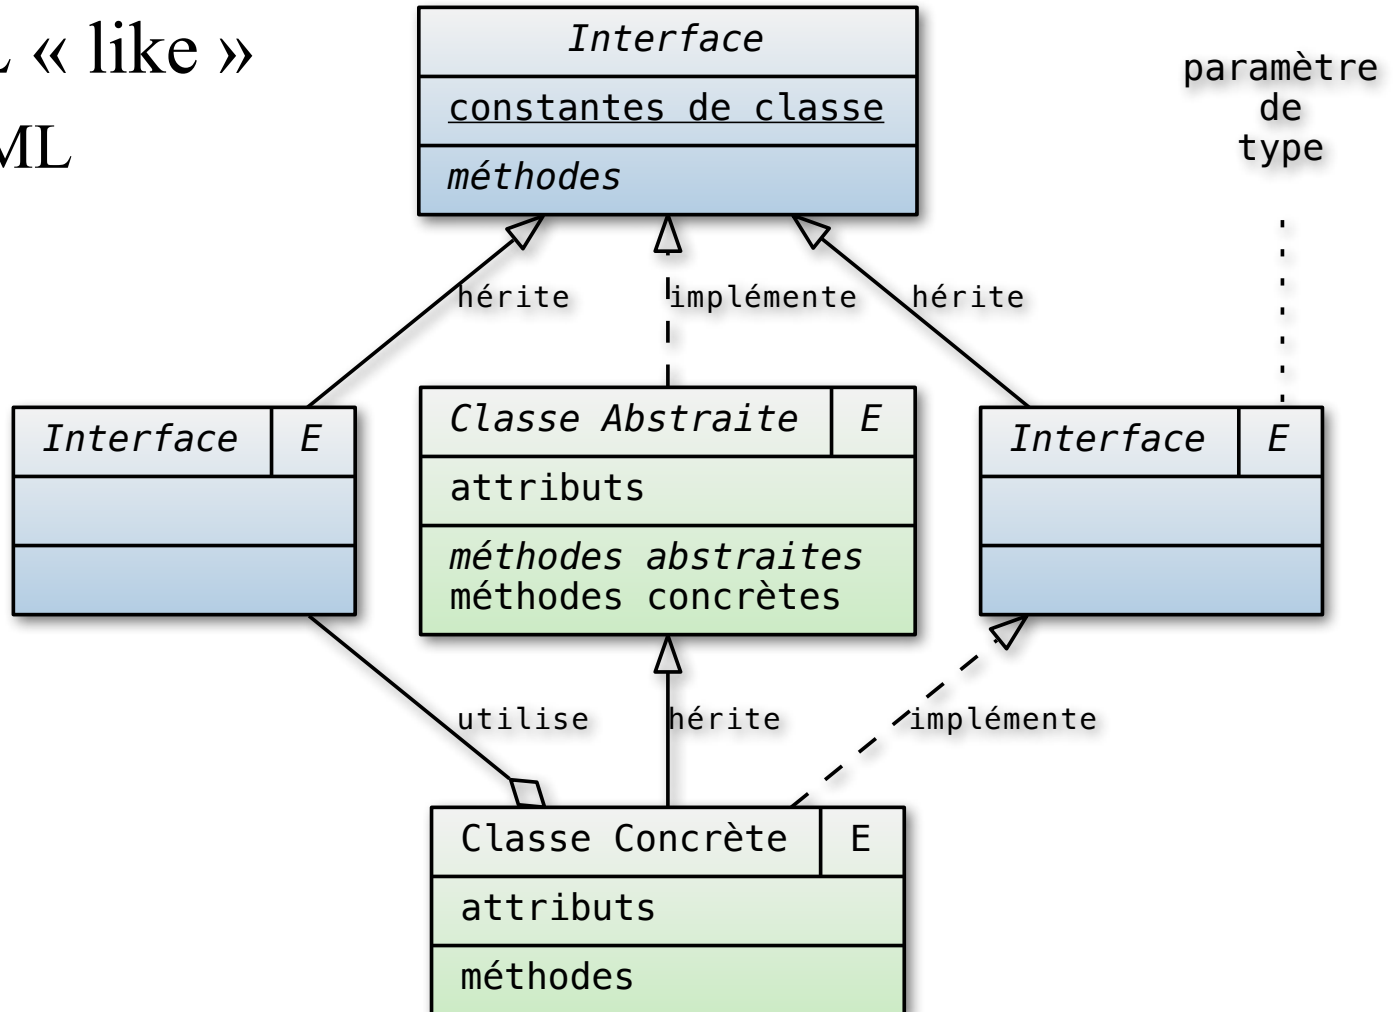 « like »
Interface
constantes de classe
méthodes
paramètre
de
type
hérite
implémente
hérite
Interface E
Classe Abstraite E
attributs
méthodes abstraites
méthodes concrètes
Interface E
utilise
hérite
implémente
Classe Concrète E
attributs
méthodes